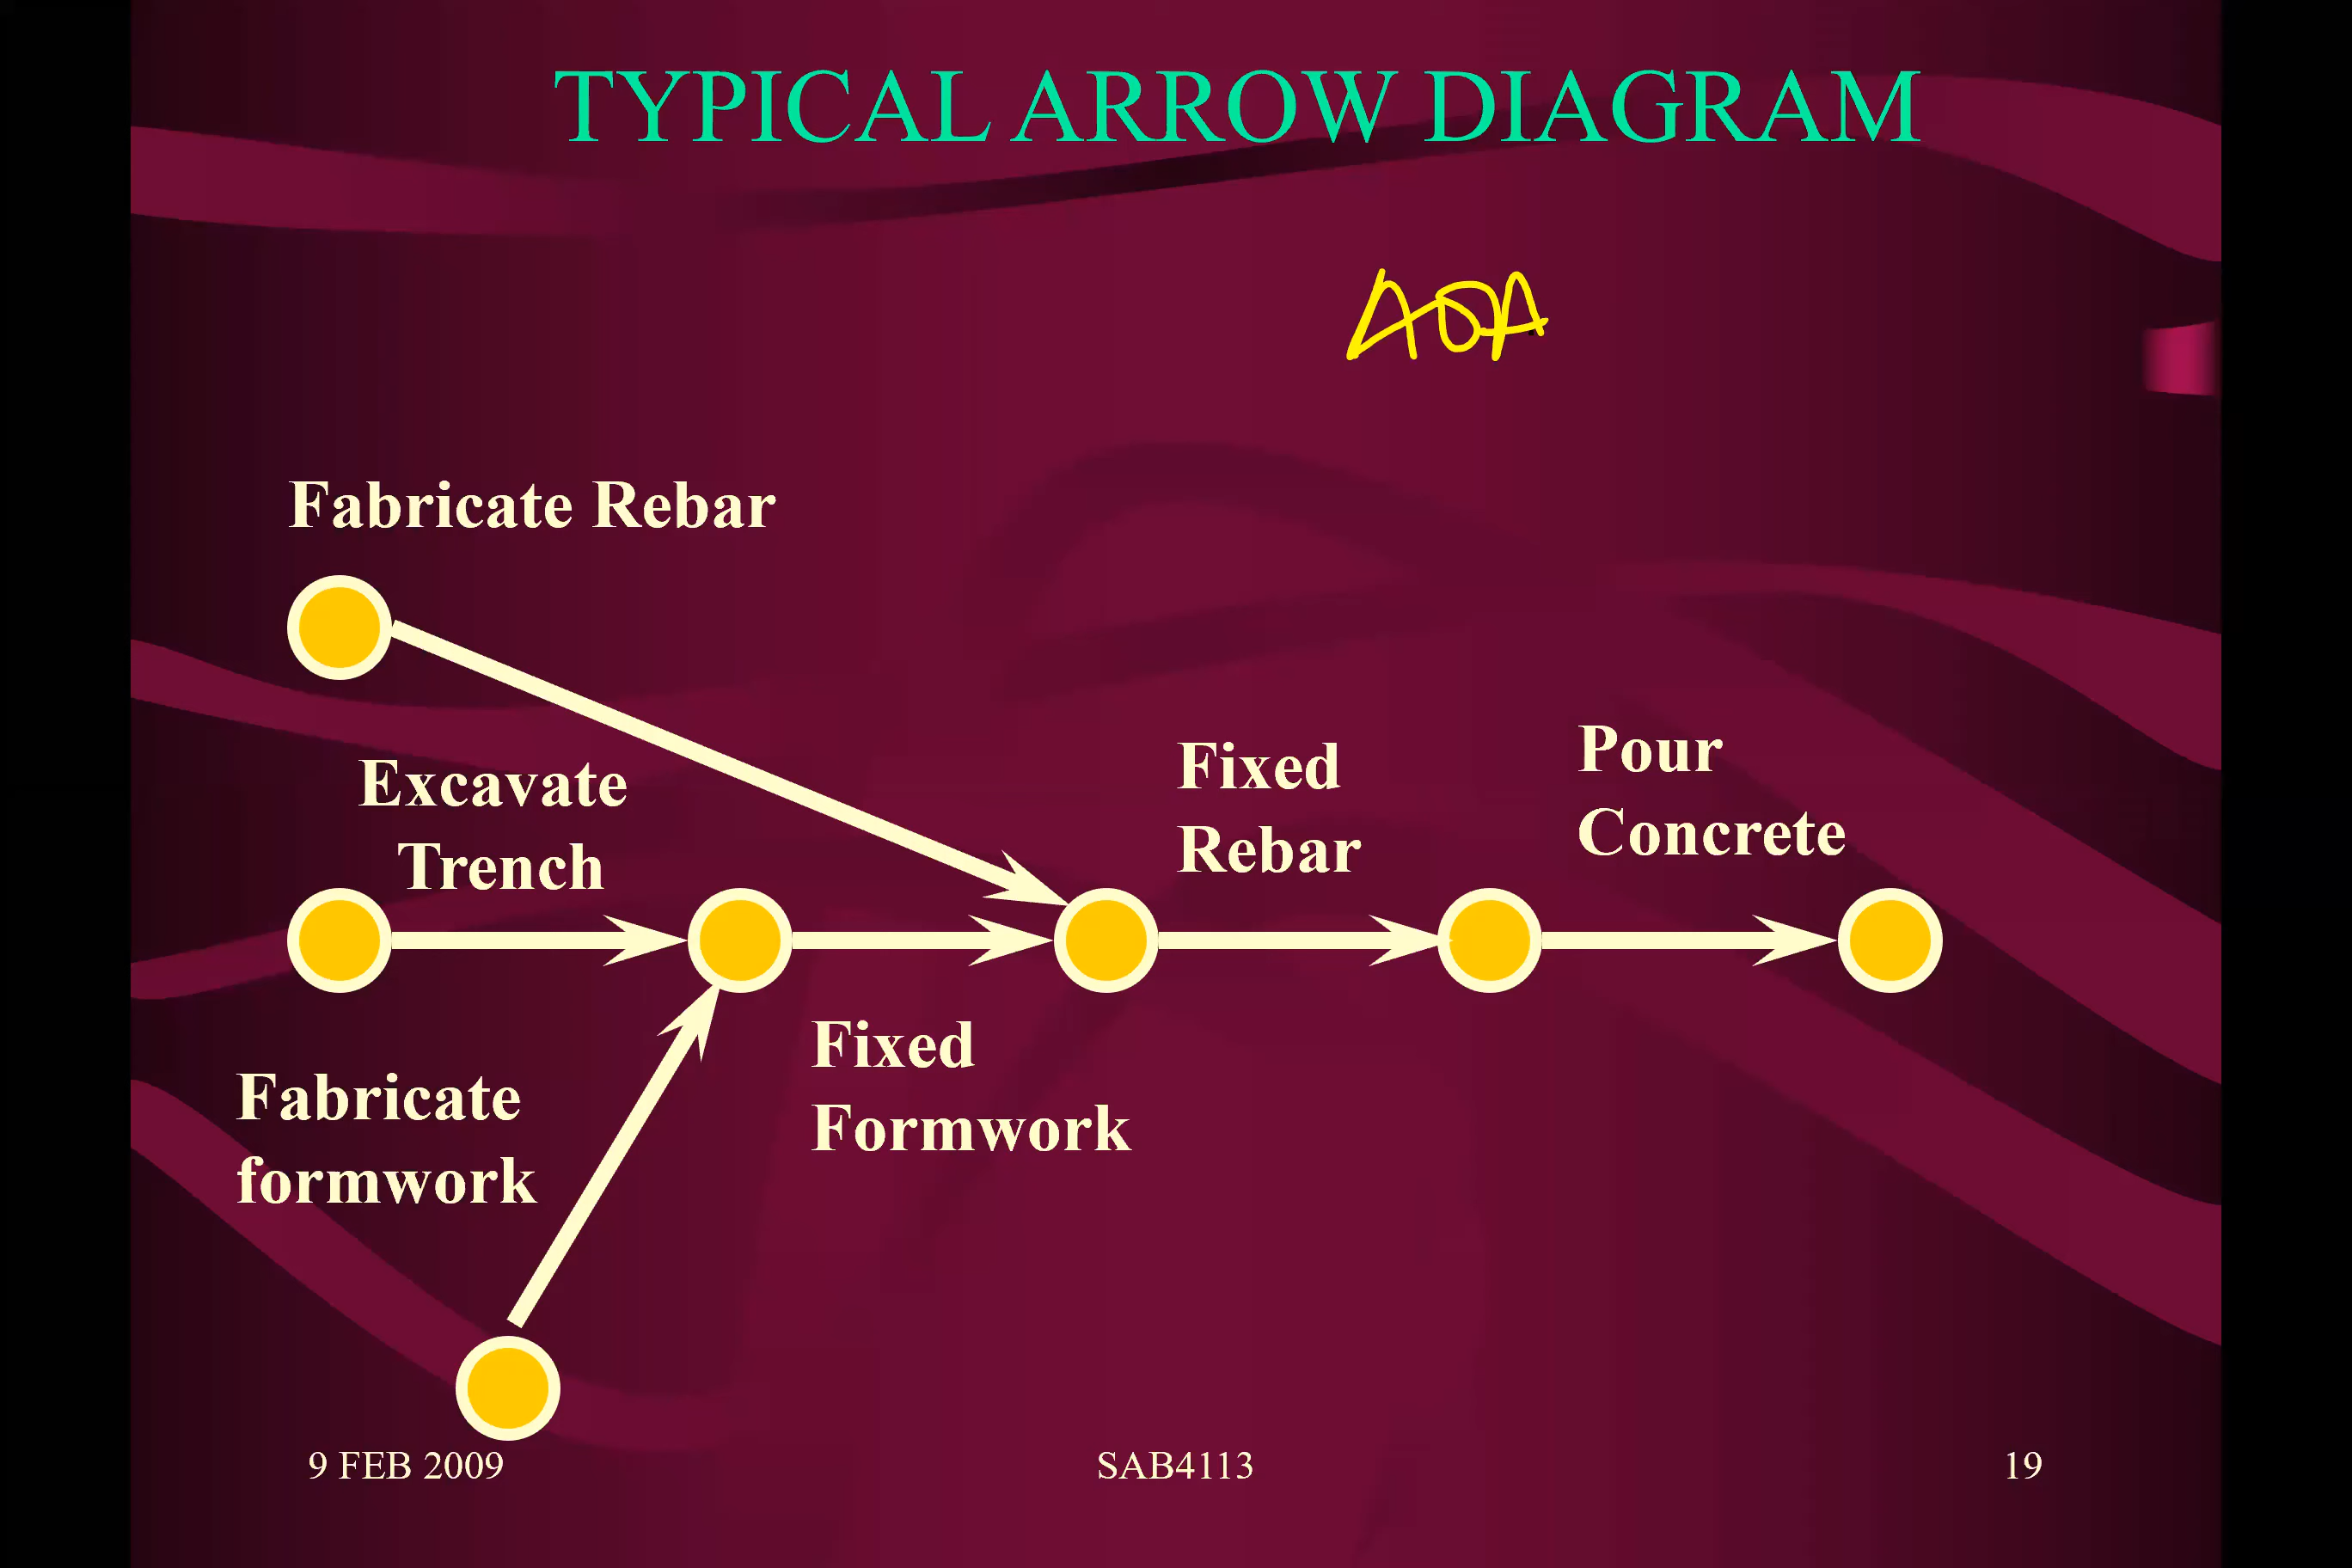 TYPICAL ARROW DIAGRAM
AOA
Fabricate Rebar
Excavate
Trench
Fixed
Rebar
Pour
Concrete
Fabricate
formwork
Fixed
Formwork
9 FEB 2009
SAB4113
19